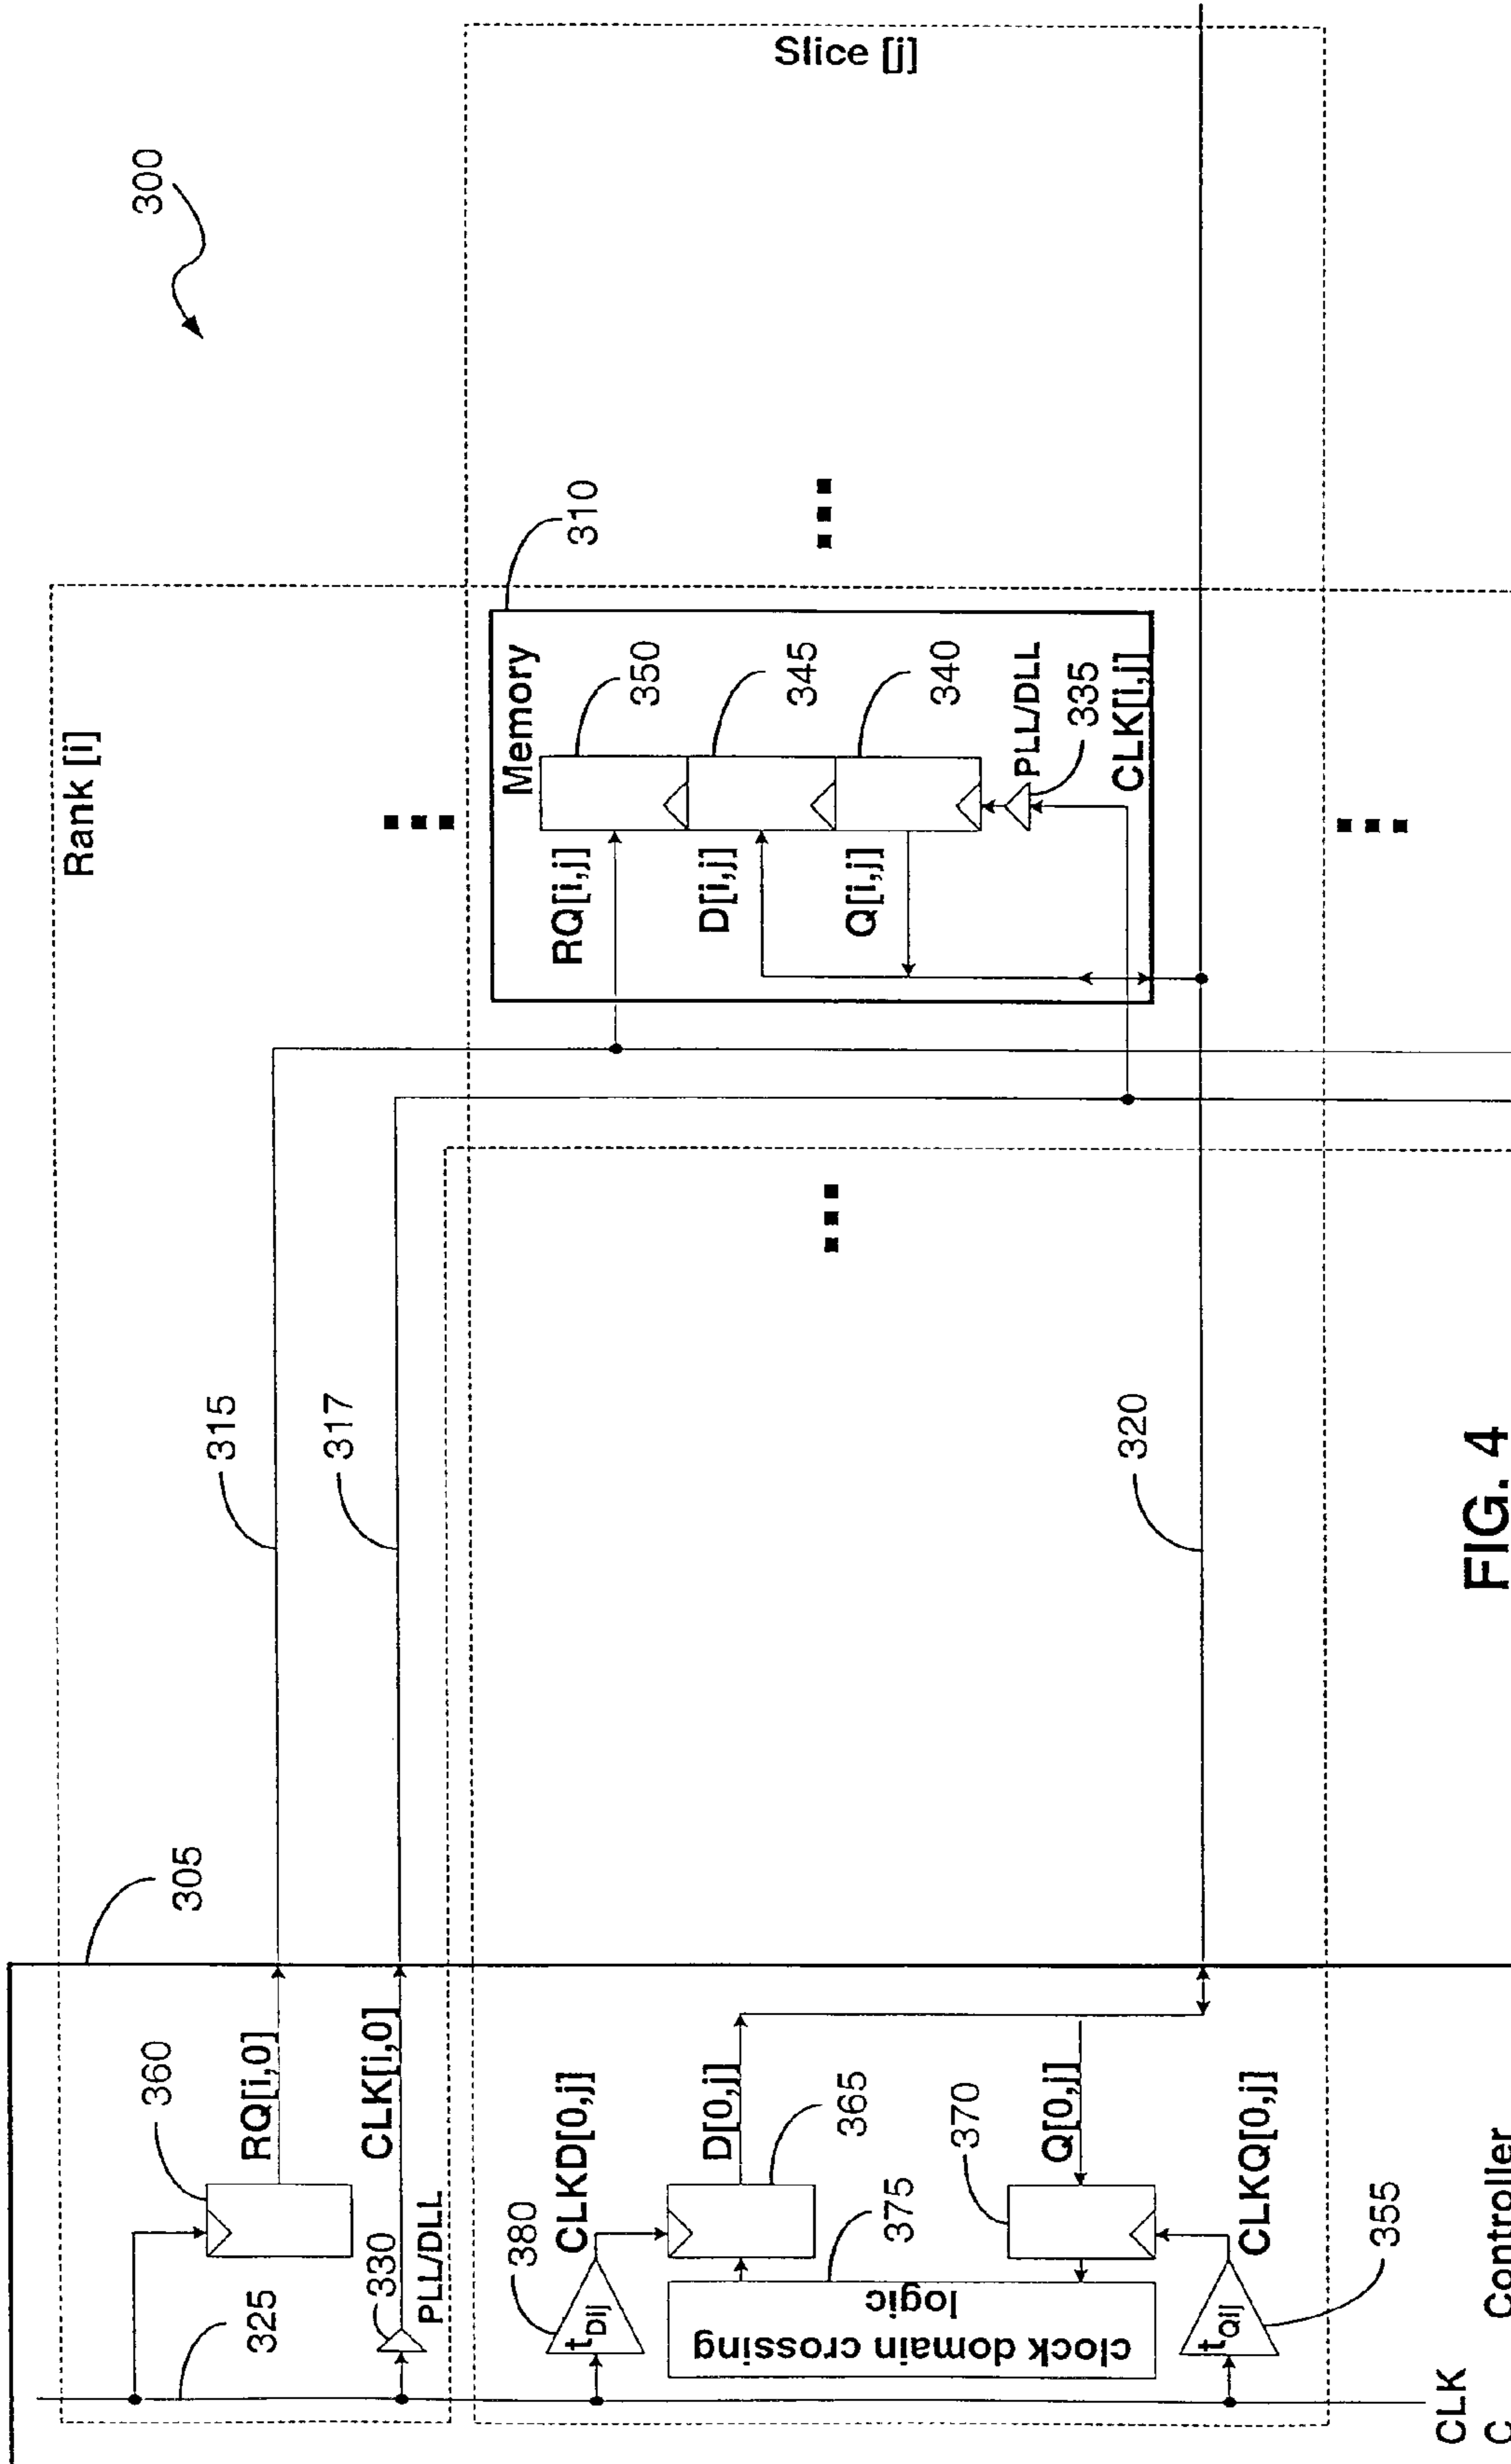 Slice [j]
300
Rank [i]
310
Memory
350
345
340
RQ[i,j]
D[i,j]
Q[i,j]
PLL/DLL
335
CLK[i,j]
315
317
320
305
360
RQ[i,0]
CLK[i,0]
330
PLL/DLL
325
380
CLKD[0,j]
tDij
D[0,j]
365
375
clock domain crossing
logic
370
Q[0,j]
CLKQ[0,j]
tQij
355
CLK
C
Controller
FIG. 4